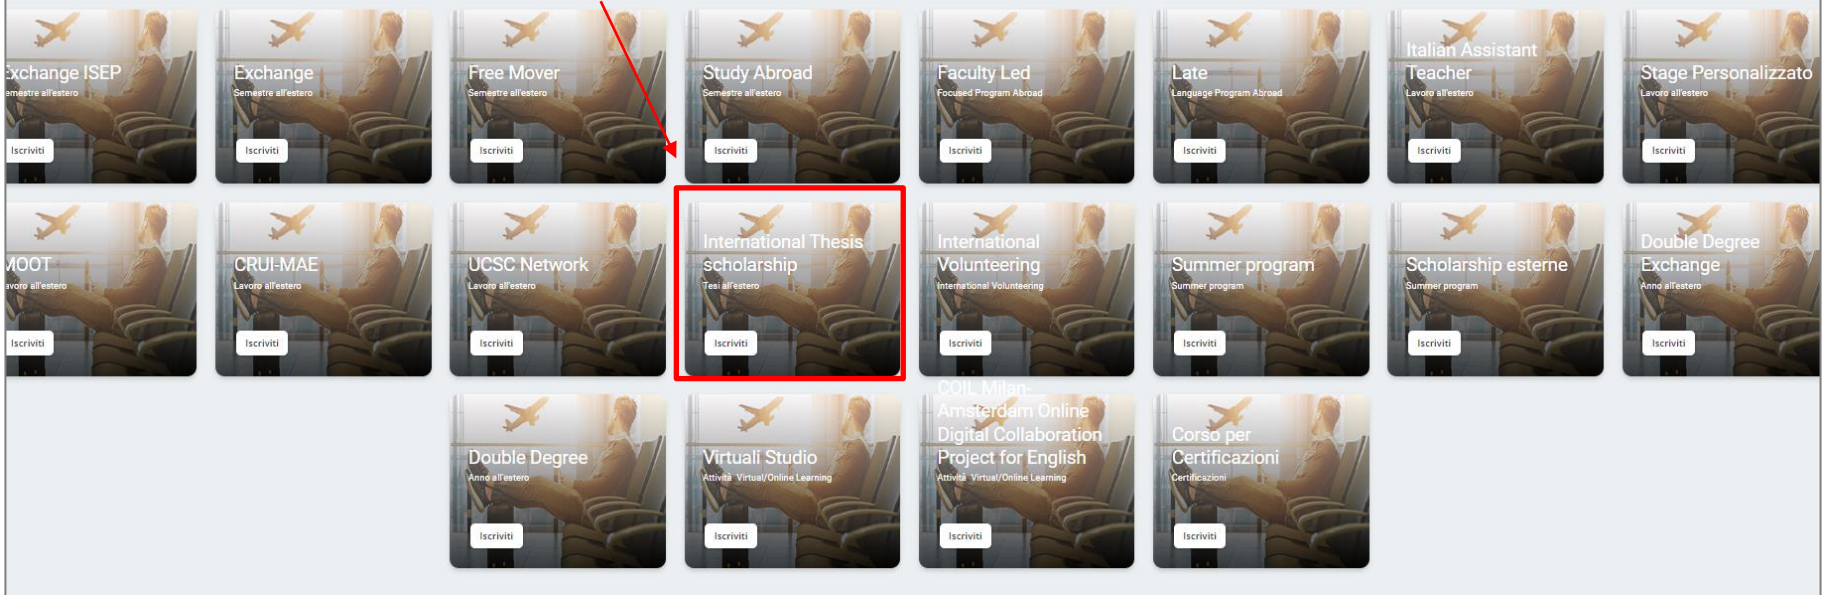 Exchange ISEP
emestre all'estero
Iscriviti
Exchange
Semestre all'estero
Iscriviti
Free Mover
Semestre all'estero
Iscriviti
Study Abroad
Semestre all'estero
Iscriviti
Faculty Led
Focused Program Abroad
Iscriviti
Late
Language Program Abroad
Iscriviti
Italian Assistant
Teacher
Lavoro all'estero
Iscriviti
Stage Personalizzato
Lavoro all'estero
Iscriviti
MOOT
avoro all'estero
Iscriviti
CRUI-MAE
Lavoro all'estero
Iscriviti
UCSC Network
Lavoro all'estero
Iscriviti
International Thesis
scholarship
Tesi all'estero
Iscriviti
International
Volunteering
International Volunteering
Iscriviti
Summer program
Summer program
Iscriviti
Scholarship esterne
Summer program
Iscriviti
Double Degree
Exchange
Anno all'estero
Iscriviti
Double Degree
Anno all'estero
Iscriviti
Virtuali Studio
Attività Virtual/Online Learning
Iscriviti
COIL Milan-
Amsterdam Online
Digital Collaboration
Project for English
Attività Virtual/Online Learning
Iscriviti
Corso per
Certificazioni
Certificazioni
Iscriviti